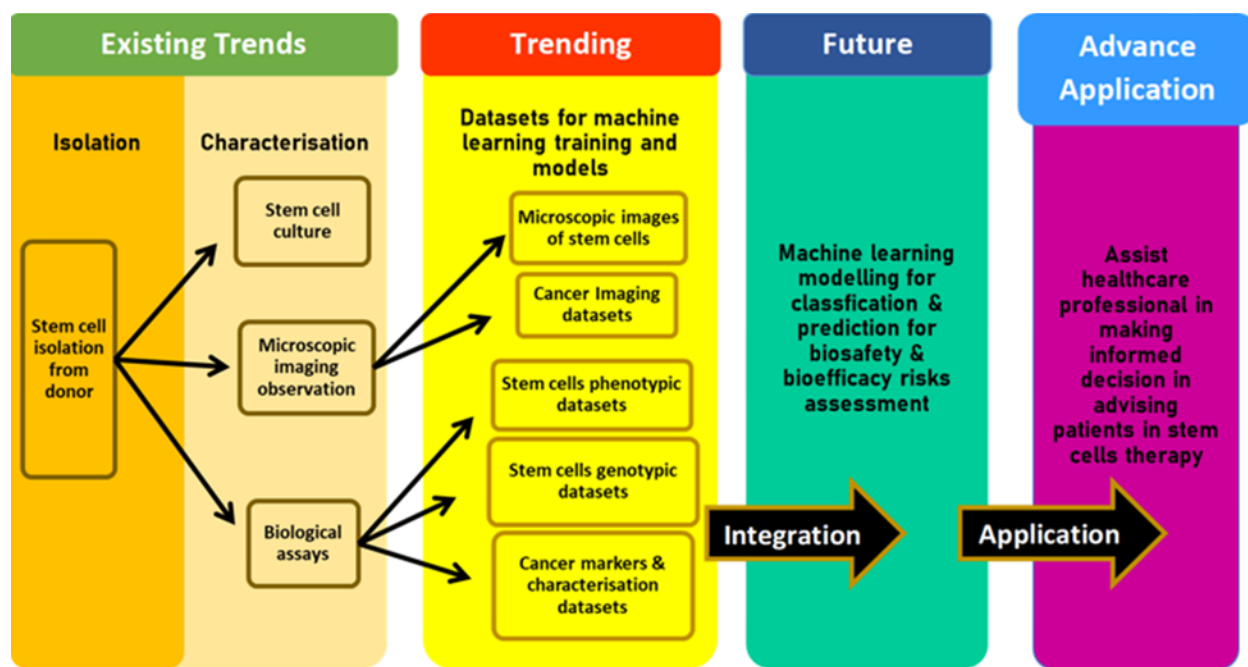 Existing Trends
Isolation
Stem cell
isolation
from
donor
Characterisation
Stem cell
culture
Microscopic
imaging
observation
Biological
assays
Trending
Datasets for machine
learning training and
models
Microscopic images
of stem cells
Cancer Imaging
datasets
Stem cells phenotypic
datasets
Stem cells genotypic
datasets
Cancer markers &
characterisation
datasets
Integration
Future
Machine learning
modelling for
classfication &
prediction for
biosafety &
bioefficacy risks
assessment
Application
Advance
Application
Assist
healthcare
professional in
making
informed
decision in
advising
patients in stem
cells therapy